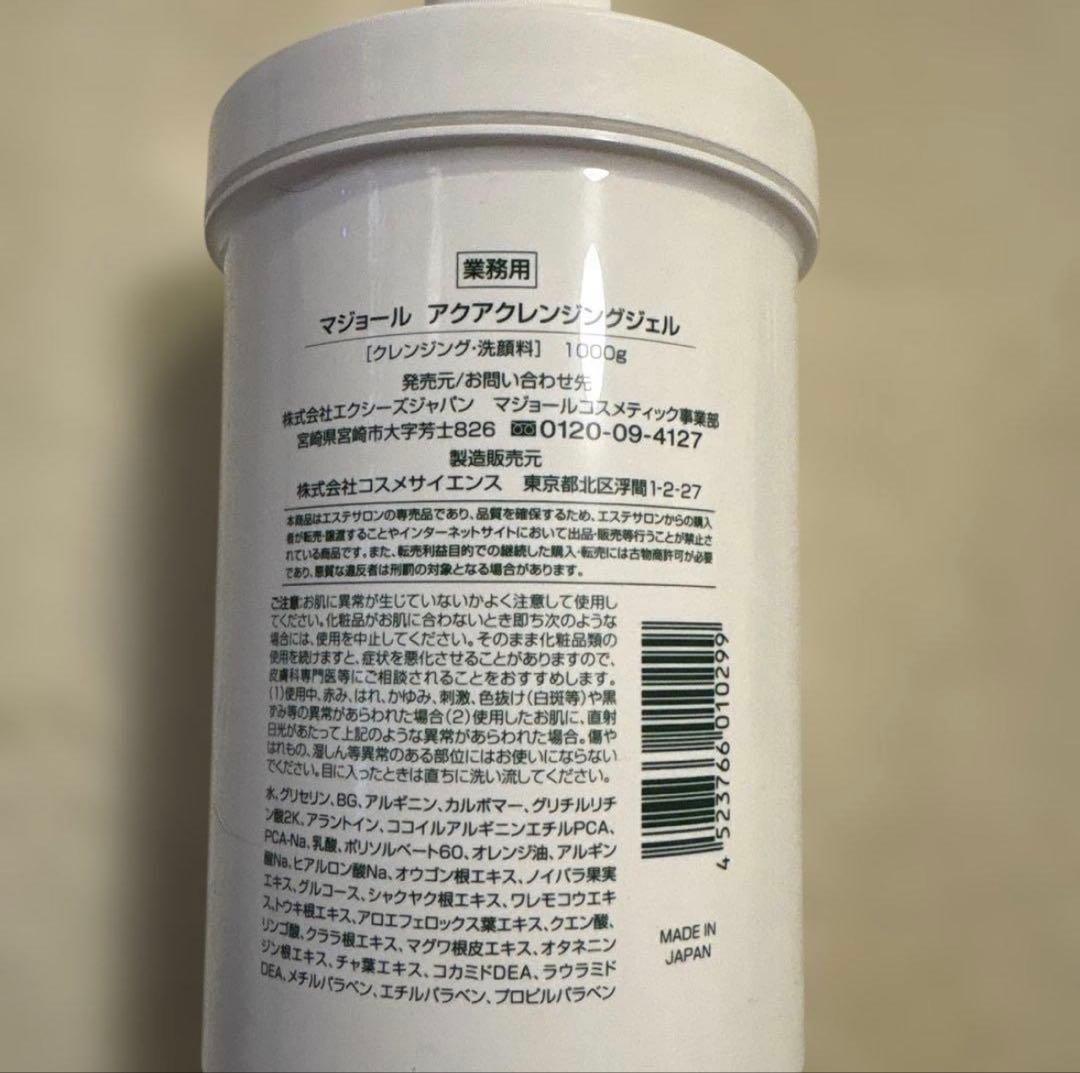 業務用
マジョール アクアクレンジングジェル
［クレンジング・洗顔料］ 1000g
発売元/お問い合わせ先
株式会社エクシーズジャパン マジョールコスメティック事業部
宮崎県宮崎市大字芳士826 0120-09-4127
製造販売元
株式会社コスメサイエンス 東京都北区浮間1-2-27
本商品はエステサロンの専売品であり、品質を確保するため、エステサロンからの購入
者が転売・譲渡することやインターネットサイトにおいて出品・販売等行うことが禁止さ
れている商品です。また、転売利益目的での継続した購入・転売には古物商許可が必要
であり、悪質な違反者は刑罰の対象となる場合があります。
ご注意:お肌に異常が生じていないかよく注意して使用し
てください。化粧品がお肌に合わないとき即ち次のような
場合には、使用を中止してください。そのまま化粧品類の
使用を続けますと、症状を悪化させることがありますので、
皮膚科専門医等にご相談されることをおすすめします。
(1)使用中、赤み、はれ、かゆみ、刺激、色抜け(白斑等)や黒
ずみ等の異常があらわれた場合(2)使用したお肌に、直射
日光があたって上記のような異常があらわれた場合。傷や
はれもの、湿しん等異常のある部位にはお使いにならない
でください。目に入ったときは直ちに洗い流してください。
水、グリセリン、BG、アルギニン、カルボマー、グリチルリチ
ン酸2K、アラントイン、ココイルアルギニンエチルPCA、
PCA-Na、乳酸、ポリソルベート60、オレンジ油、アルギン
酸Na、ヒアルロン酸Na、オウゴン根エキス、ノイバラ果実
エキス、グルコース、シャクヤク根エキス、ワレモコウエキ
ス、トウキ根エキス、アロエフェロックス葉エキス、クエン酸、
リンゴ酸、クララ根エキス、マグワ根皮エキス、オタネニン
ジン根エキス、チャ葉エキス、コカミドDEA、ラウラミド
DEA、メチルパラベン、エチルパラベン、プロピルパラベン
4 523766 010299
MADE IN
JAPAN